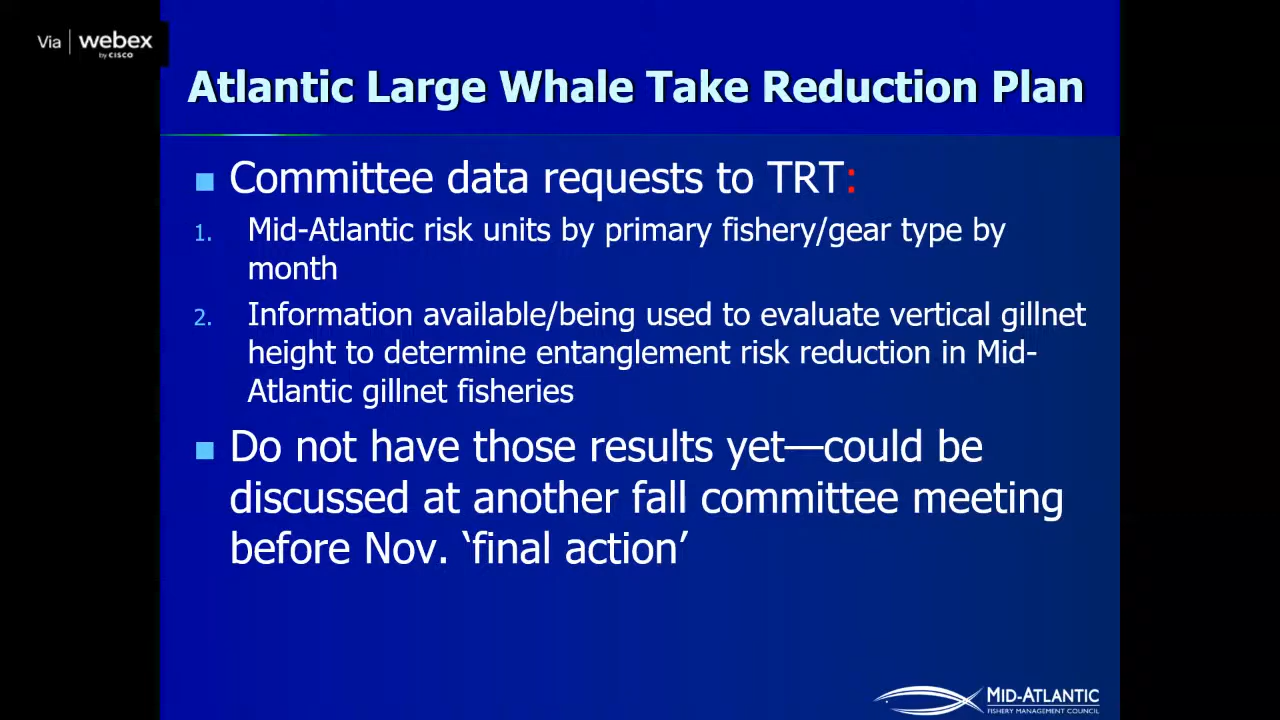 Via webex
by CISCO
Atlantic Large Whale Take Reduction Plan
Committee data requests to TRT:
1. Mid-Atlantic risk units by primary fishery/gear type by
month
2. Information available/being used to evaluate vertical gillnet
height to determine entanglement risk reduction in Mid-
Atlantic gillnet fisheries
Do not have those results yet—could be
discussed at another fall committee meeting
before Nov. ‘final action’
MID-ATLANTIC
FISHERY MANAGEMENT COUNCIL